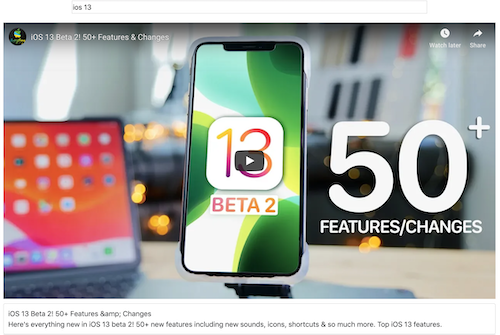 ios 13
iOS 13 Beta 2! 50+ Features & Changes
Watch later
Share
13
BETA 2
50+
FEATURES/CHANGES
iOS 13 Beta 2! 50+ Features &amp; Changes
Here's everything new in iOS 13 beta 2! 50+ new features including new sounds, icons, shortcuts & so much more. Top iOS 13 features.